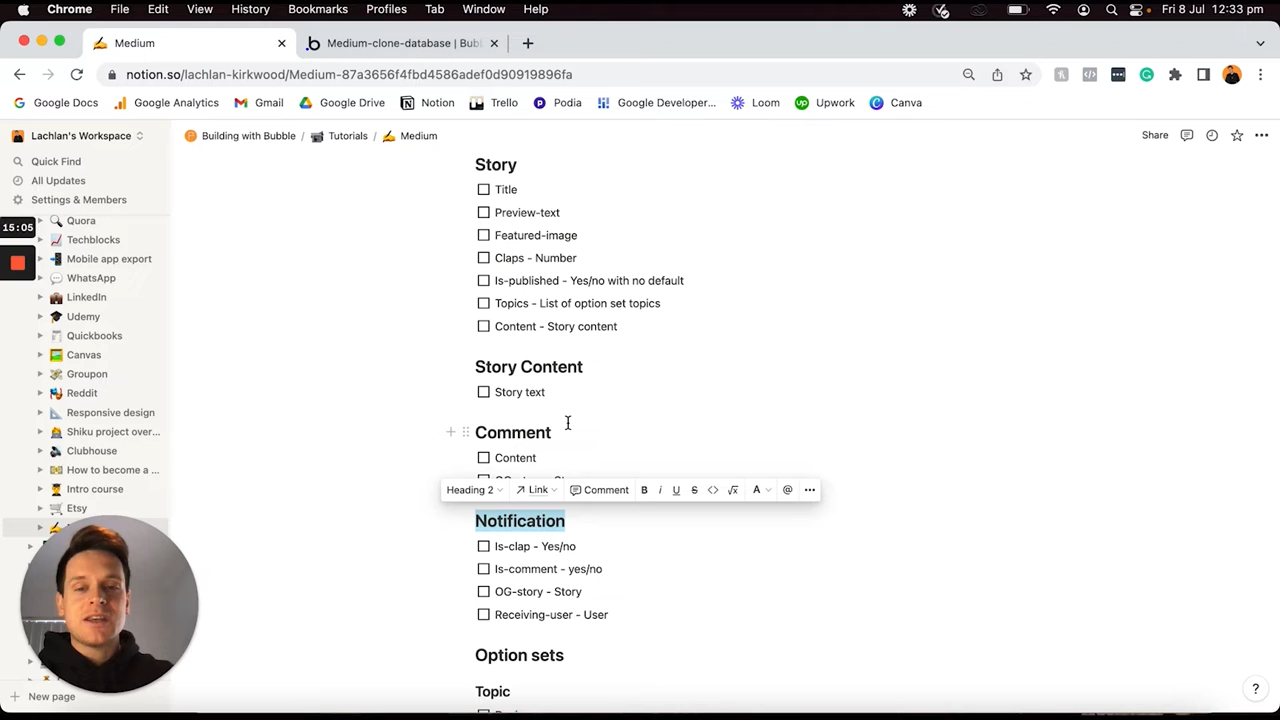 Chrome File Edit View History Bookmarks Profiles Tab Window Help Fri 8 Jul 12:33 pm
Medium Medium-clone-database | Bub
notion.so/lachlan-kirkwood/Medium-87a3656f4fbd4586adef0d90919896fa
Google Docs Google Analytics Gmail Google Drive Notion Trello Podia Google Developer... Loom Upwork Canva
Lachlan's Workspace Building with Bubble / Tutorials / Medium Share
Quick Find
All Updates
Settings & Members
15:05
Quora
Techblocks
Mobile app export
WhatsApp
LinkedIn
Udemy
Quickbooks
Canvas
Groupon
Reddit
Responsive design
Shiku project over...
Clubhouse
How to become a ...
Intro course
Etsy
New page
Story
Title
Preview-text
Featured-image
Claps - Number
Is-published - Yes/no with no default
Topics - List of option set topics
Content - Story content
Story Content
Story text
Comment
Content
Heading 2 Link Comment B i U S <> √x A @ •••
Notification
Is-clap - Yes/no
Is-comment - yes/no
OG-story - Story
Receiving-user - User
Option sets
Topic
?